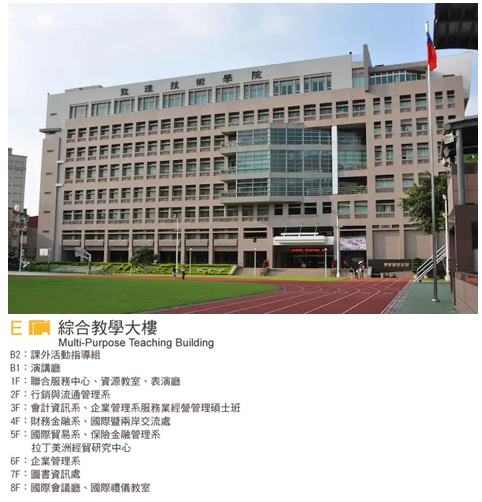 致理技術學院
E 綜合教學大樓
Multi-Purpose Teaching Building
B2：課外活動指導組
B1：演講廳
1F：聯合服務中心、資源教室、表演廳
2F：行銷與流通管理系
3F：會計資訊系、企業管理系服務業經營管理碩士班
4F：財務金融系、國際暨兩岸交流處
5F：國際貿易系、保險金融管理系
拉丁美洲經貿研究中心
6F：企業管理系
7F：圖書資訊處
8F：國際會議廳、國際禮儀教室